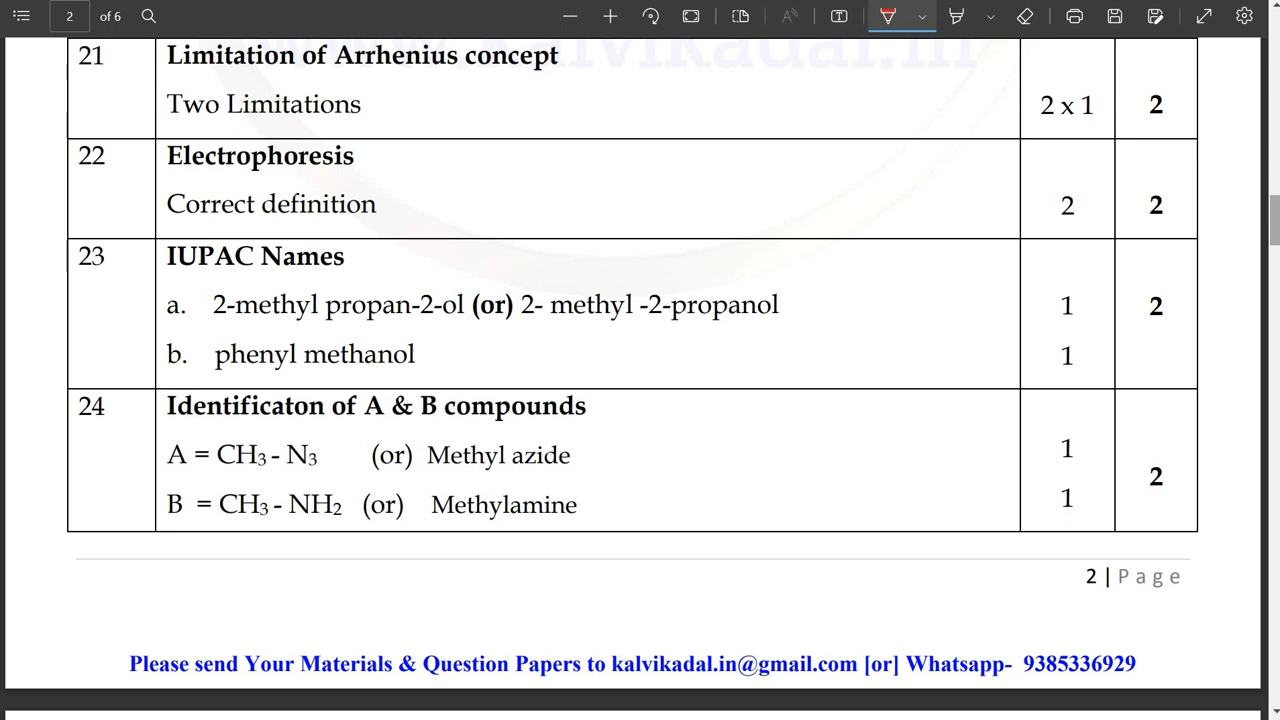 2 of 6
21 Limitation of Arrhenius concept
Two Limitations 2 x 1 2
22 Electrophoresis
Correct definition 2 2
23 IUPAC Names
a. 2-methyl propan-2-ol (or) 2- methyl -2-propanol 1 2
b. phenyl methanol 1
24 Identificaton of A & B compounds
A = CH₃ - N₃ (or) Methyl azide 1
2
B = CH₃ - NH₂ (or) Methylamine 1
2 | Page
Please send Your Materials & Question Papers to kalvikadal.in@gmail.com [or] Whatsapp- 9385336929